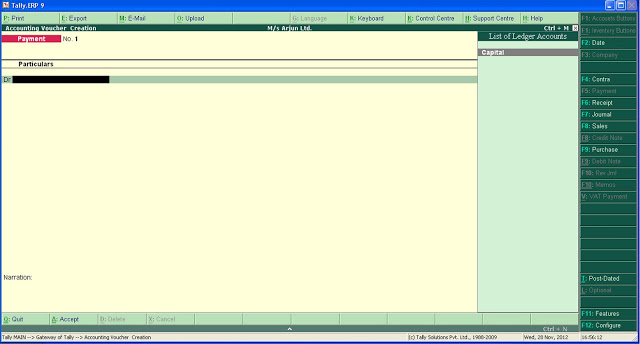 Tally.ERP 9
P: Print E: Export M: E-Mail O: Upload G: Language K: Keyboard K: Control Centre H: Support Centre H: Help
Accounting Voucher Creation M/s Arjun Ltd. Ctrl + M
Payment No. 1
Particulars
Dr
List of Ledger Accounts
Capital
F1: Accounts Buttons
F1: Inventory Buttons
F2: Date
F3: Company
F4: Contra
F5: Payment
F6: Receipt
F7: Journal
F8: Sales
F8: Credit Note
F9: Purchase
F9: Debit Note
F10: Rev Jrnl
F10: Memos
V: VAT Payment
T: Post-Dated
L: Optional
F11: Features
F12: Configure
Narration:
Q: Quit A: Accept D: Delete X: Cancel
Ctrl + N
Tally MAIN --> Gateway of Tally --> Accounting Voucher Creation (c) Tally Solutions Pvt. Ltd., 1988-2009 Wed, 28 Nov, 2012 16:56:12